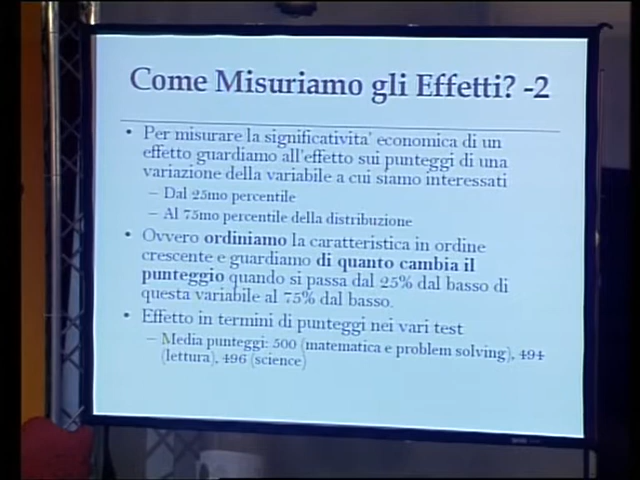 Come Misuriamo gli Effetti? -2
• Per misurare la significativita' economica di un
effetto guardiamo all'effetto sui punteggi di una
variazione della variabile a cui siamo interessati
– Dal 25mo percentile
– Al 75mo percentile della distribuzione
• Ovvero ordiniamo la caratteristica in ordine
crescente e guardiamo di quanto cambia il
punteggio quando si passa dal 25% dal basso di
questa variabile al 75% dal basso.
• Effetto in termini di punteggi nei vari test
– Media punteggi: 500 (matematica e problem solving), 494
(lettura), 496 (science)